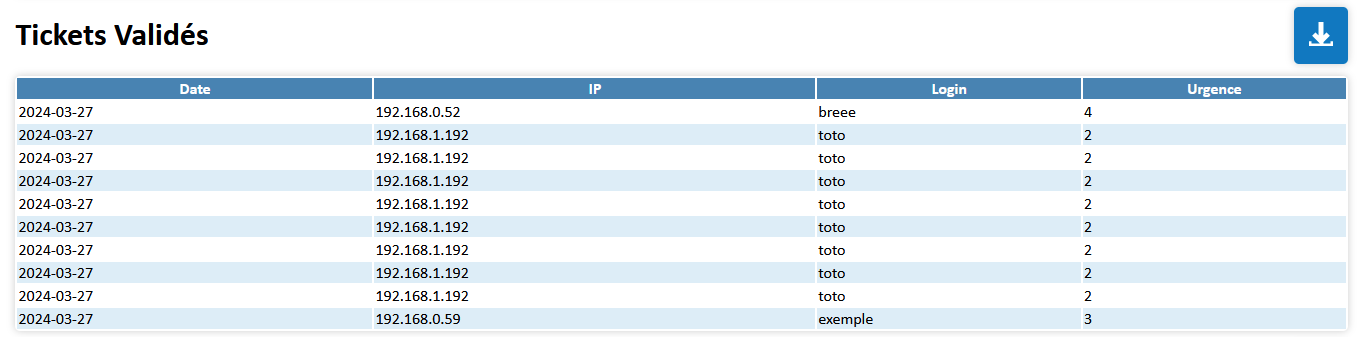 Tickets Validés
Date IP Login Urgence
2024-03-27 192.168.0.52 breee 4
2024-03-27 192.168.1.192 toto 2
2024-03-27 192.168.1.192 toto 2
2024-03-27 192.168.1.192 toto 2
2024-03-27 192.168.1.192 toto 2
2024-03-27 192.168.1.192 toto 2
2024-03-27 192.168.1.192 toto 2
2024-03-27 192.168.1.192 toto 2
2024-03-27 192.168.1.192 toto 2
2024-03-27 192.168.0.59 exemple 3